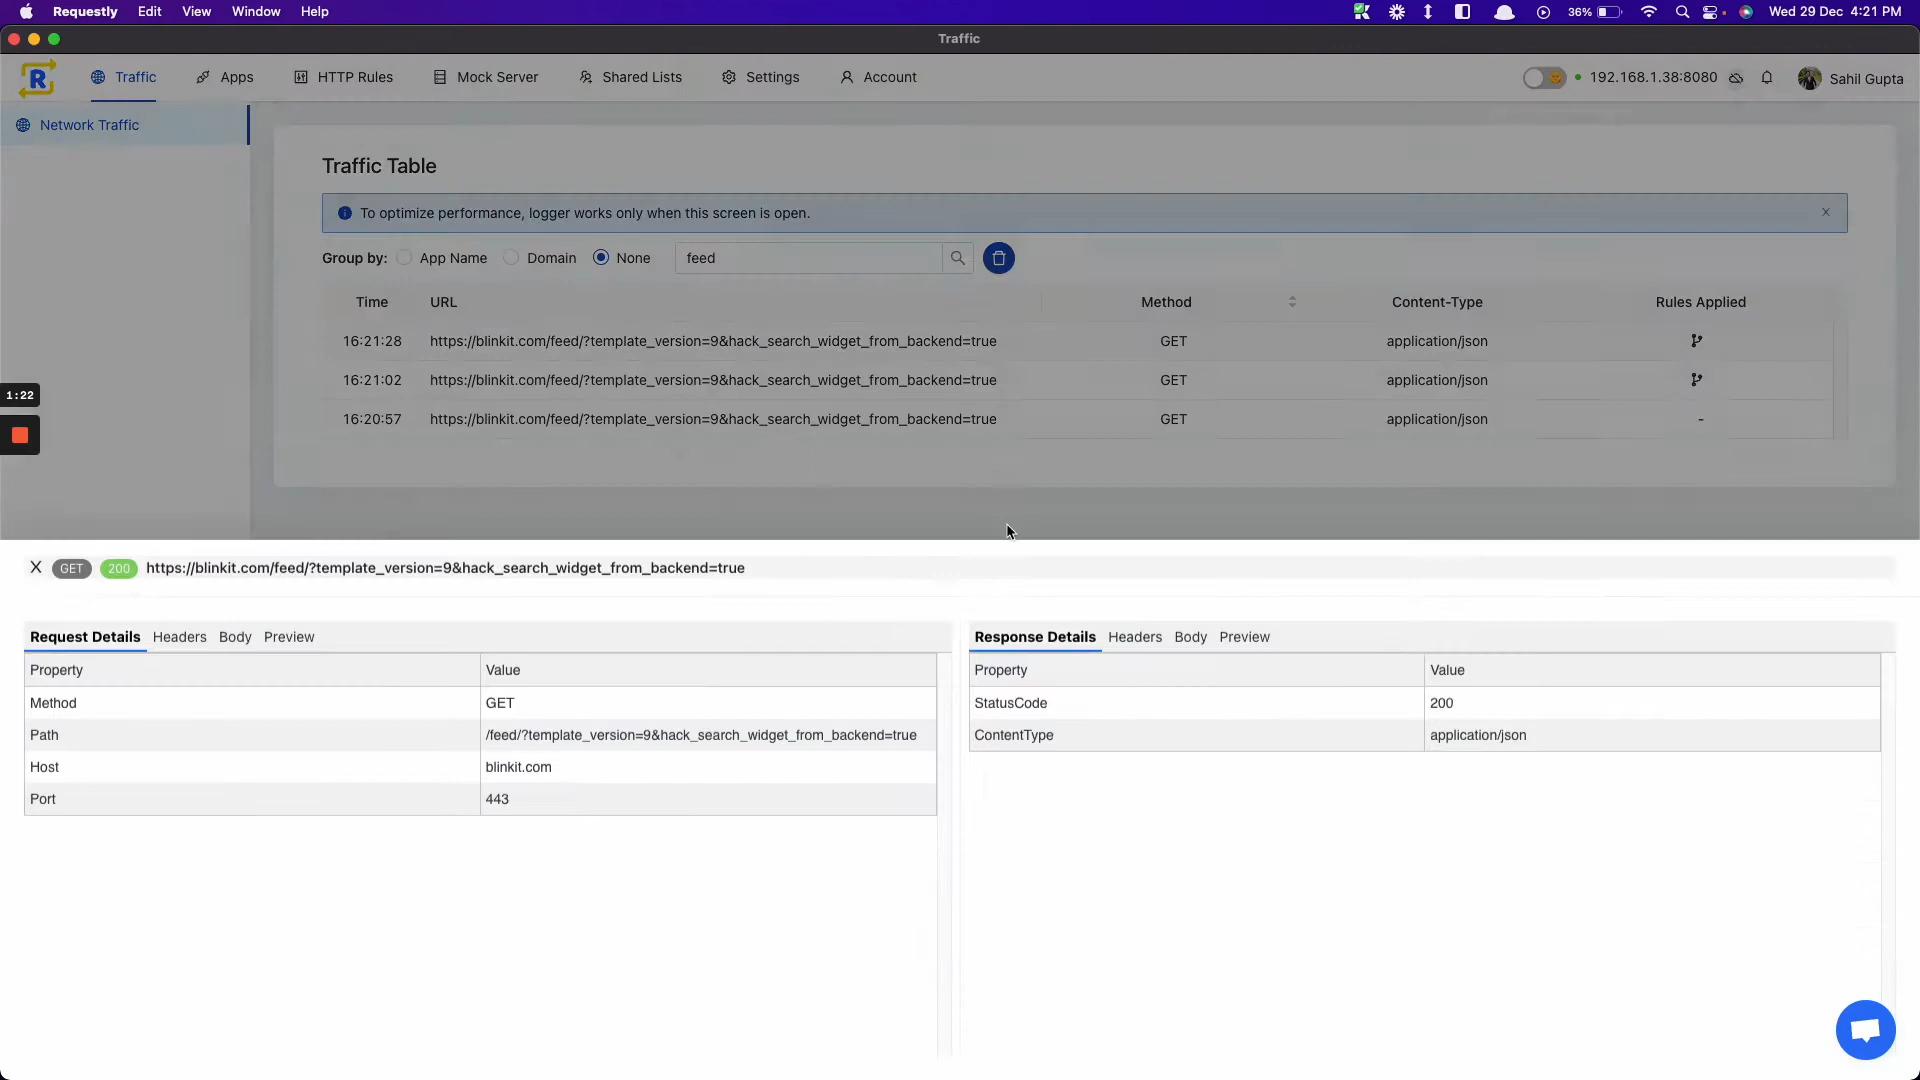 Requestly Edit View Window Help 36% Wed 29 Dec 4:21 PM
Traffic
R Traffic Apps HTTP Rules Mock Server Shared Lists Settings Account 192.168.1.38:8080 Sahil Gupta
Network Traffic
Traffic Table
To optimize performance, logger works only when this screen is open.
Group by: App Name Domain None feed
Time URL Method Content-Type Rules Applied
16:21:28 https://blinkit.com/feed/?template_version=9&hack_search_widget_from_backend=true GET application/json
16:21:02 https://blinkit.com/feed/?template_version=9&hack_search_widget_from_backend=true GET application/json
1:22
16:20:57 https://blinkit.com/feed/?template_version=9&hack_search_widget_from_backend=true GET application/json -
X GET 200 https://blinkit.com/feed/?template_version=9&hack_search_widget_from_backend=true
Request Details Headers Body Preview
Property Value
Method GET
Path /feed/?template_version=9&hack_search_widget_from_backend=true
Host blinkit.com
Port 443
Response Details Headers Body Preview
Property Value
StatusCode 200
ContentType application/json